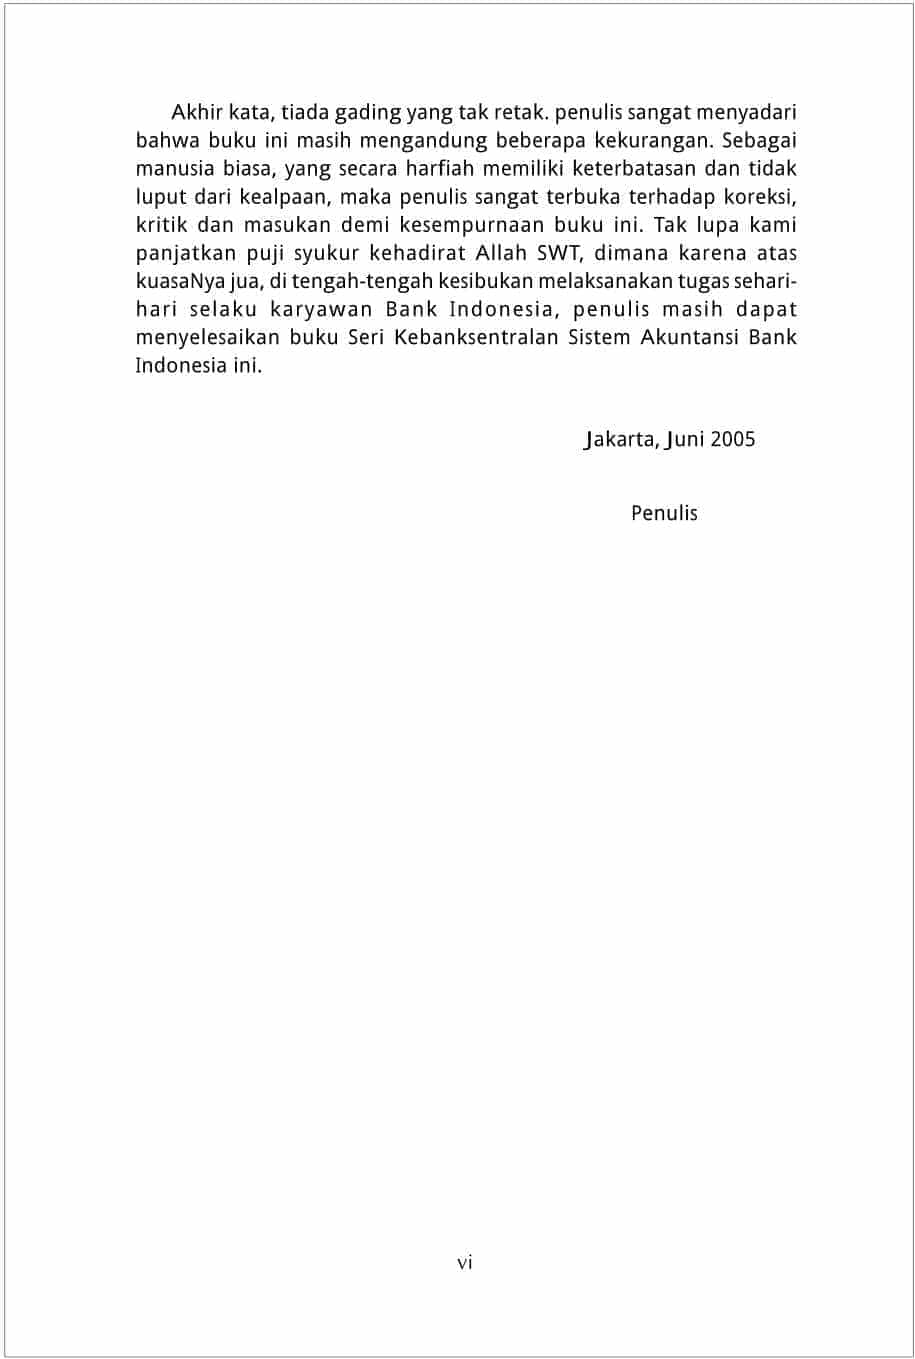 Akhir kata, tiada gading yang tak retak. penulis sangat menyadari
bahwa buku ini masih mengandung beberapa kekurangan. Sebagai
manusia biasa, yang secara harfiah memiliki keterbatasan dan tidak
luput dari kealpaan, maka penulis sangat terbuka terhadap koreksi,
kritik dan masukan demi kesempurnaan buku ini. Tak lupa kami
panjatkan puji syukur kehadirat Allah SWT, dimana karena atas
kuasaNya jua, di tengah-tengah kesibukan melaksanakan tugas sehari-
hari selaku karyawan Bank Indonesia, penulis masih dapat
menyelesaikan buku Seri Kebanksentralan Sistem Akuntansi Bank
Indonesia ini.
Jakarta, Juni 2005
Penulis
vi